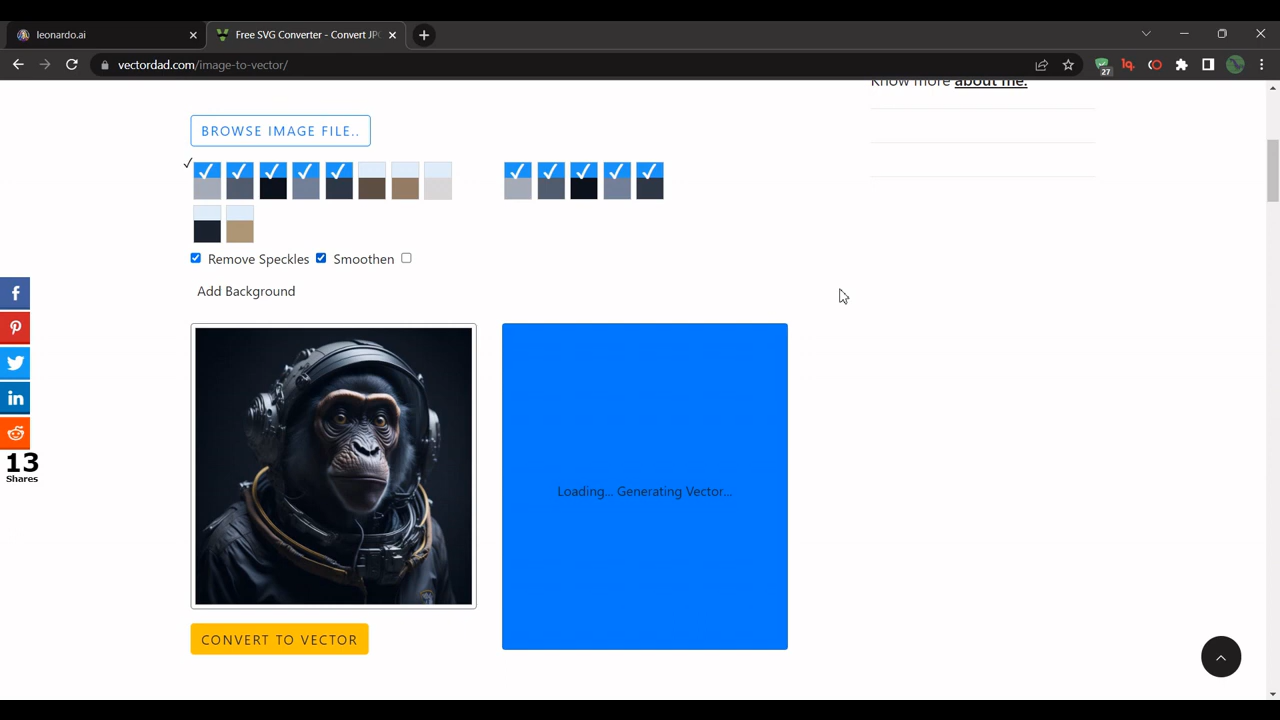 leonardo.ai
Free SVG Converter - Convert JPG
vectordad.com/image-to-vector/
27
Know more about me.
BROWSE IMAGE FILE..
Remove Speckles
Smoothen
Add Background
Loading... Generating Vector...
13
Shares
CONVERT TO VECTOR